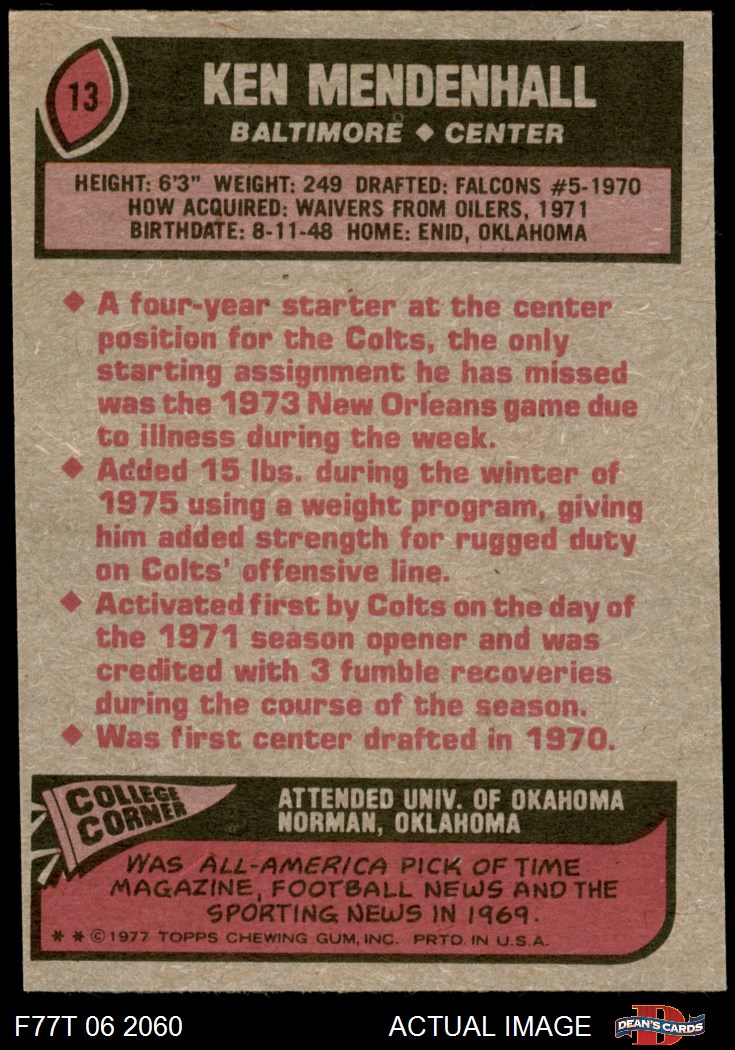 13
KEN MENDENHALL
BALTIMORE ◆ CENTER
HEIGHT: 6'3" WEIGHT: 249 DRAFTED: FALCONS #5-1970
HOW ACQUIRED: WAIVERS FROM OILERS, 1971
BIRTHDATE: 8-11-48 HOME: ENID, OKLAHOMA
◆ A four-year starter at the center
position for the Colts, the only
starting assignment he has missed
was the 1973 New Orleans game due
to illness during the week.
◆ Added 15 lbs. during the winter of
1975 using a weight program, giving
him added strength for rugged duty
on Colts' offensive line.
◆ Activated first by Colts on the day of
the 1971 season opener and was
credited with 3 fumble recoveries
during the course of the season.
◆ Was first center drafted in 1970.
COLLEGE
CORNER
ATTENDED UNIV. OF OKAHOMA
NORMAN, OKLAHOMA
WAS ALL-AMERICA PICK OF TIME
MAGAZINE, FOOTBALL NEWS AND THE
SPORTING NEWS IN 1969.
* * © 1977 TOPPS CHEWING GUM, INC. PRTD. IN U.S.A.
F77T 06 2060
ACTUAL IMAGE
D
DEAN'S CARDS